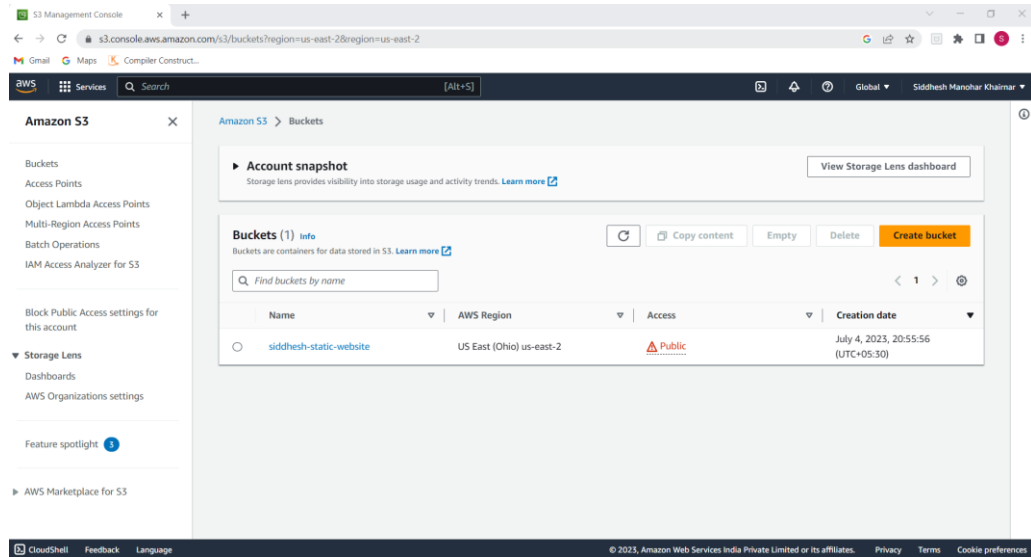 S3 Management Console
s3.console.aws.amazon.com/s3/buckets?region=us-east-2&region=us-east-2
S
Gmail
Maps
Compiler Construct...
aws
Services
Search
[Alt+S]
Global
Siddhesh Manohar Khairnar
Amazon S3
Buckets
Access Points
Object Lambda Access Points
Multi-Region Access Points
Batch Operations
IAM Access Analyzer for S3
Block Public Access settings for
this account
Storage Lens
Dashboards
AWS Organizations settings
Feature spotlight 3
AWS Marketplace for S3
Amazon S3 > Buckets
Account snapshot
Storage lens provides visibility into storage usage and activity trends. Learn more
View Storage Lens dashboard
Buckets (1) Info
Buckets are containers for data stored in S3. Learn more
Copy content
Empty
Delete
Create bucket
Find buckets by name
1
Name
AWS Region
Access
Creation date
siddhesh-static-website
US East (Ohio) us-east-2
Public
July 4, 2023, 20:55:56
(UTC+05:30)
CloudShell
Feedback
Language
© 2023, Amazon Web Services India Private Limited or its affiliates.
Privacy
Terms
Cookie preferences